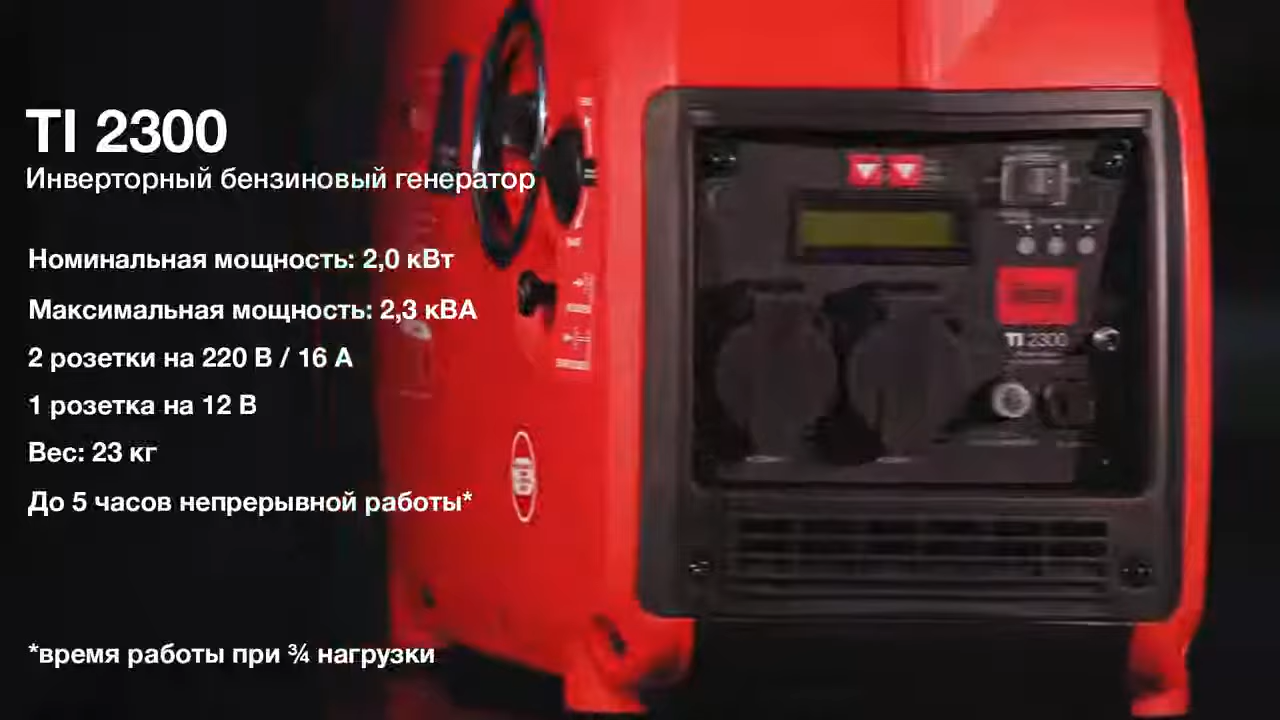 TI 2300
Инверторный бензиновый генератор
Номинальная мощность: 2,0 кВт
Максимальная мощность: 2,3 кВА
2 розетки на 220 В / 16 А
1 розетка на 12 В
Вес: 23 кг
До 5 часов непрерывной работы*
*время работы при ¾ нагрузки
TI 2300